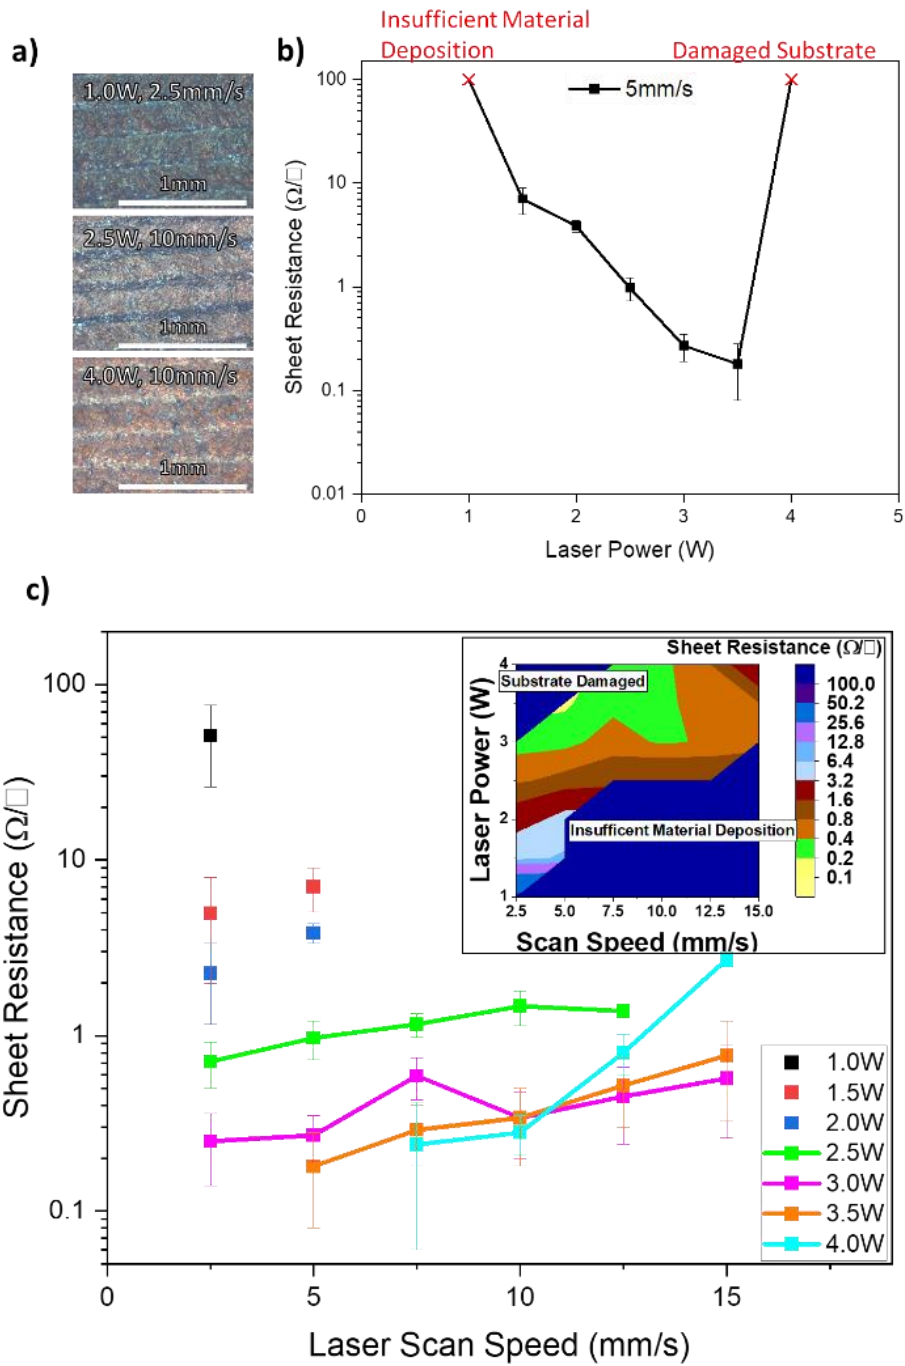 a)
1.0W, 2.5mm/s
1mm
2.5W, 10mm/s
1mm
4.0W, 10mm/s
1mm
b)
Insufficient Material
Deposition
Damaged Substrate
5mm/s
Sheet Resistance (Ω/□)
100
10
1
0.1
0.01
0 1 2 3 4 5
Laser Power (W)
c)
Sheet Resistance (Ω/□)
100
10
1
0.1
0 5 10 15
Laser Scan Speed (mm/s)
Sheet Resistance (Ω/□)
Laser Power (W)
4
3
2
1
Substrate Damaged
Insufficent Material Deposition
2.5 5.0 7.5 10.0 12.5 15.0
Scan Speed (mm/s)
100.0
50.2
25.6
12.8
6.4
3.2
1.6
0.8
0.4
0.2
0.1
1.0W
1.5W
2.0W
2.5W
3.0W
3.5W
4.0W